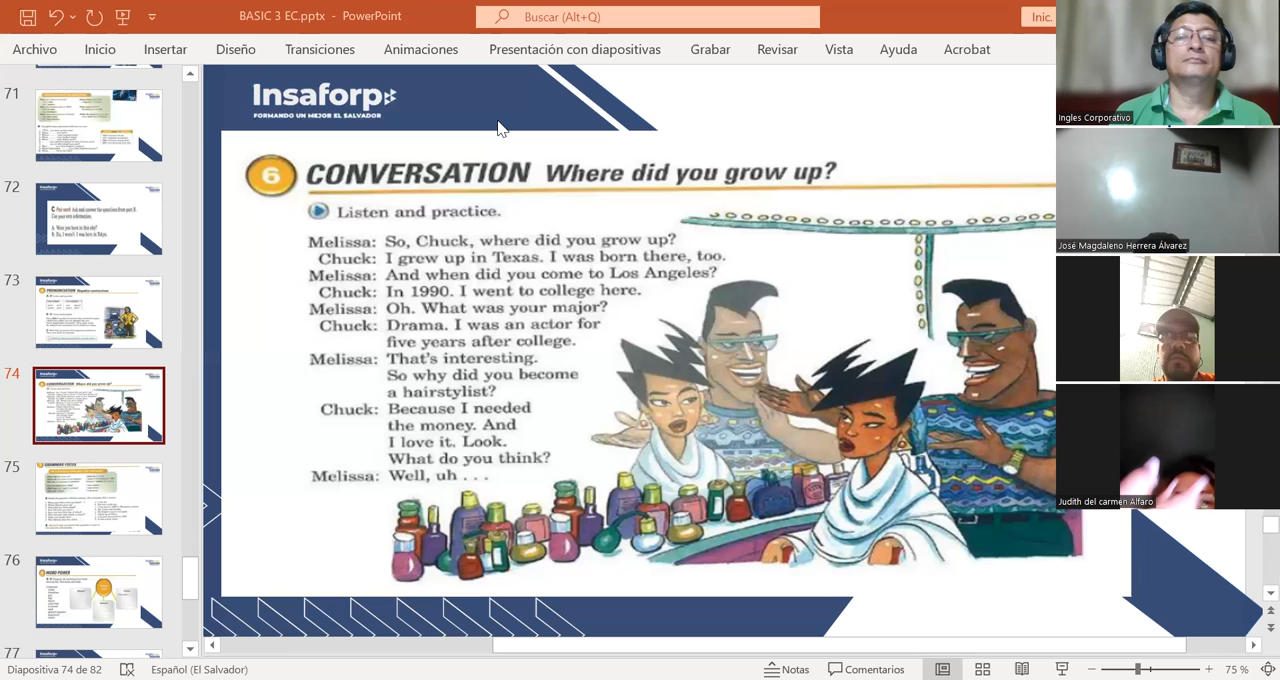 BASIC 3 EC.pptx - PowerPoint
Buscar (Alt+Q)
Inic.
Archivo Inicio Insertar Diseño Transiciones Animaciones Presentación con diapositivas Grabar Revisar Vista Ayuda Acrobat
71
72
73
74
75
76
77
Insaforp
FORMANDO UN MEJOR EL SALVADOR
6 CONVERSATION Where did you grow up?
Listen and practice.
Melissa: So, Chuck, where did you grow up?
Chuck: I grew up in Texas. I was born there, too.
Melissa: And when did you come to Los Angeles?
Chuck: In 1990. I went to college here.
Melissa: Oh. What was your major?
Chuck: Drama. I was an actor for
five years after college.
Melissa: That's interesting.
So why did you become
a hairstylist?
Chuck: Because I needed
the money. And
I love it. Look.
What do you think?
Melissa: Well, uh . . .
Ingles Corporativo
José Magdaleno Herrera Álvarez
Judith del carmen Alfaro
Diapositiva 74 de 82
Español (El Salvador)
Notas
Comentarios
75 %